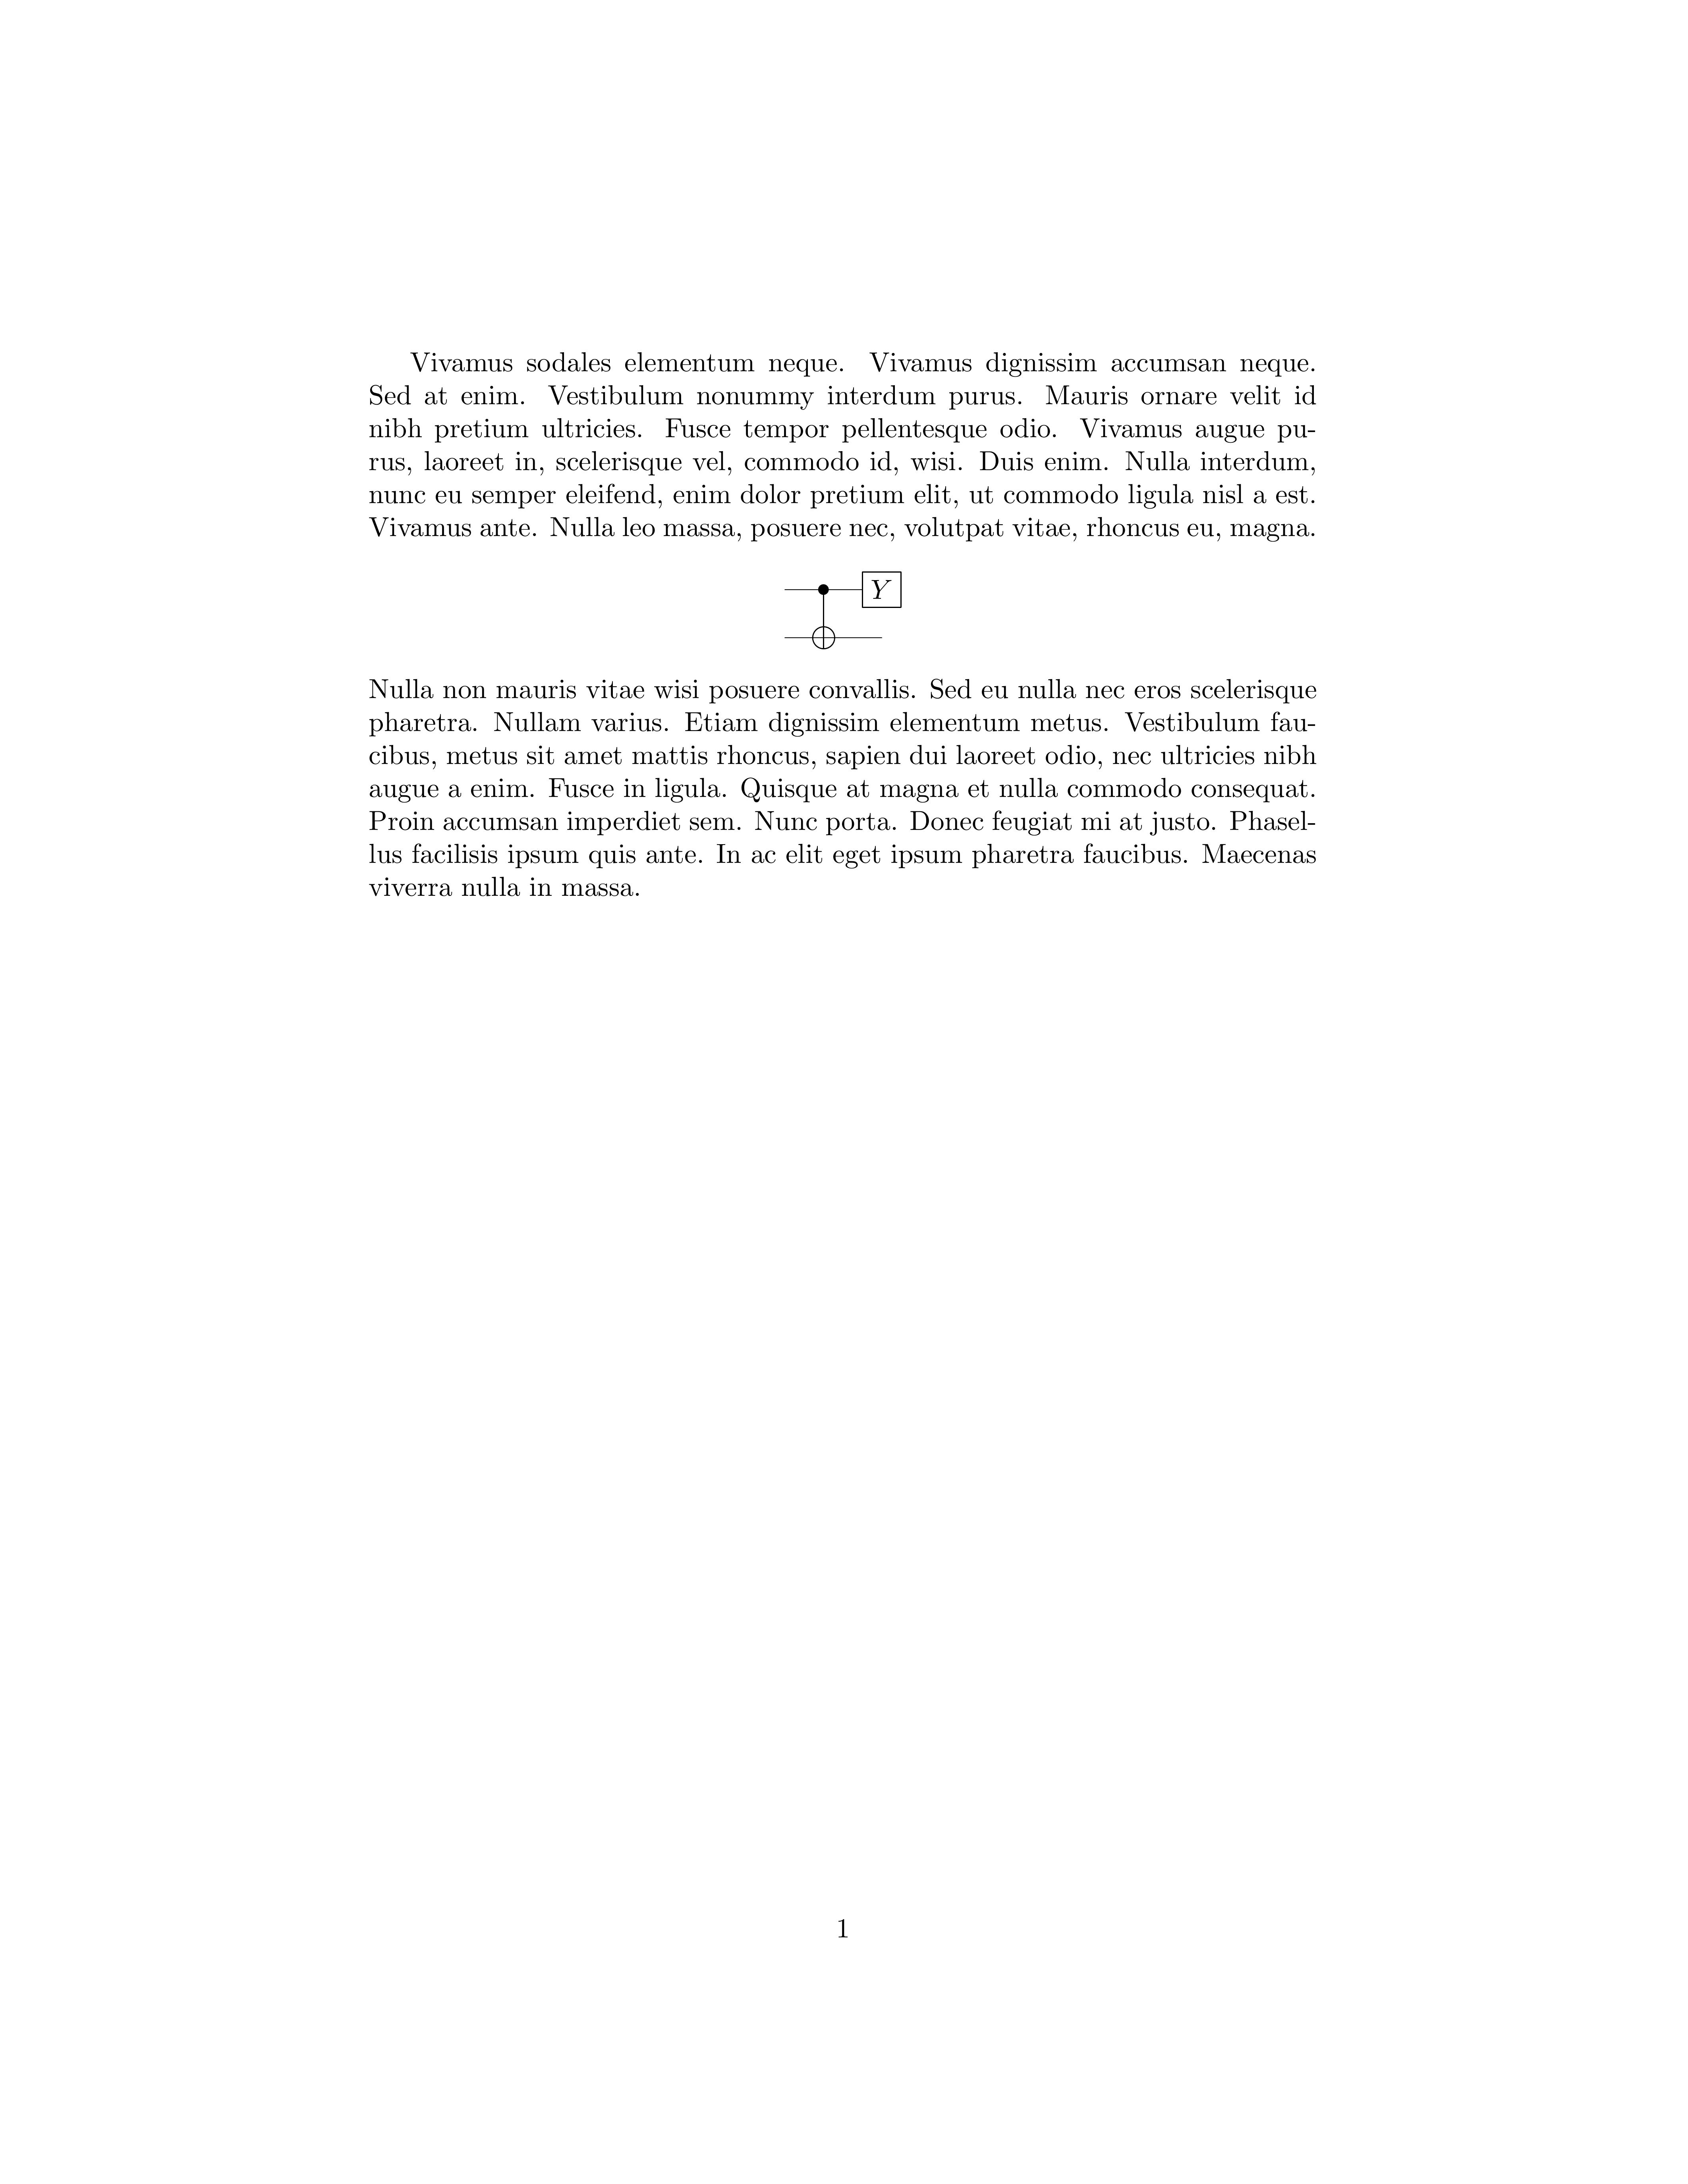 Vivamus sodales elementum neque. Vivamus dignissim accumsan neque.
Sed at enim. Vestibulum nonummy interdum purus. Mauris ornare velit id
nibh pretium ultricies. Fusce tempor pellentesque odio. Vivamus augue pu-
rus, laoreet in, scelerisque vel, commodo id, wisi. Duis enim. Nulla interdum,
nunc eu semper eleifend, enim dolor pretium elit, ut commodo ligula nisl a est.
Vivamus ante. Nulla leo massa, posuere nec, volutpat vitae, rhoncus eu, magna.
Y
Nulla non mauris vitae wisi posuere convallis. Sed eu nulla nec eros scelerisque
pharetra. Nullam varius. Etiam dignissim elementum metus. Vestibulum fau-
cibus, metus sit amet mattis rhoncus, sapien dui laoreet odio, nec ultricies nibh
augue a enim. Fusce in ligula. Quisque at magna et nulla commodo consequat.
Proin accumsan imperdiet sem. Nunc porta. Donec feugiat mi at justo. Phasel-
lus facilisis ipsum quis ante. In ac elit eget ipsum pharetra faucibus. Maecenas
viverra nulla in massa.
1